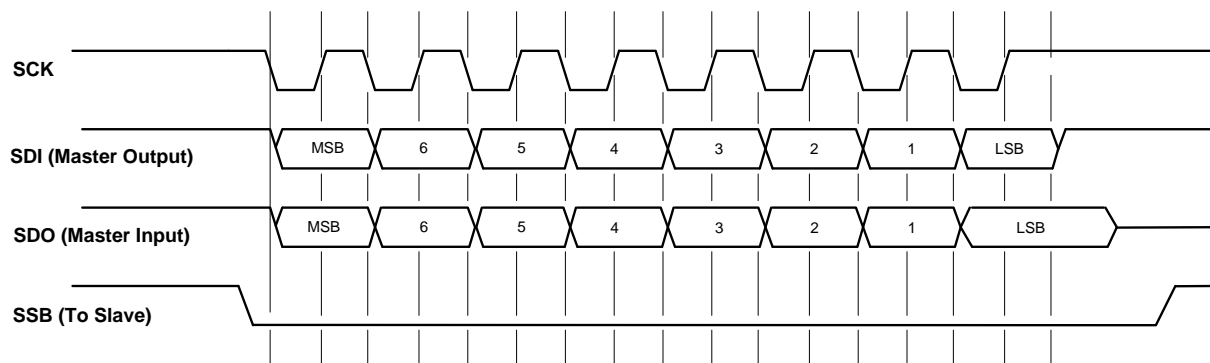 SCK
SDI (Master Output)
MSB 6 5 4 3 2 1 LSB
SDO (Master Input)
MSB 6 5 4 3 2 1 LSB
SSB (To Slave)